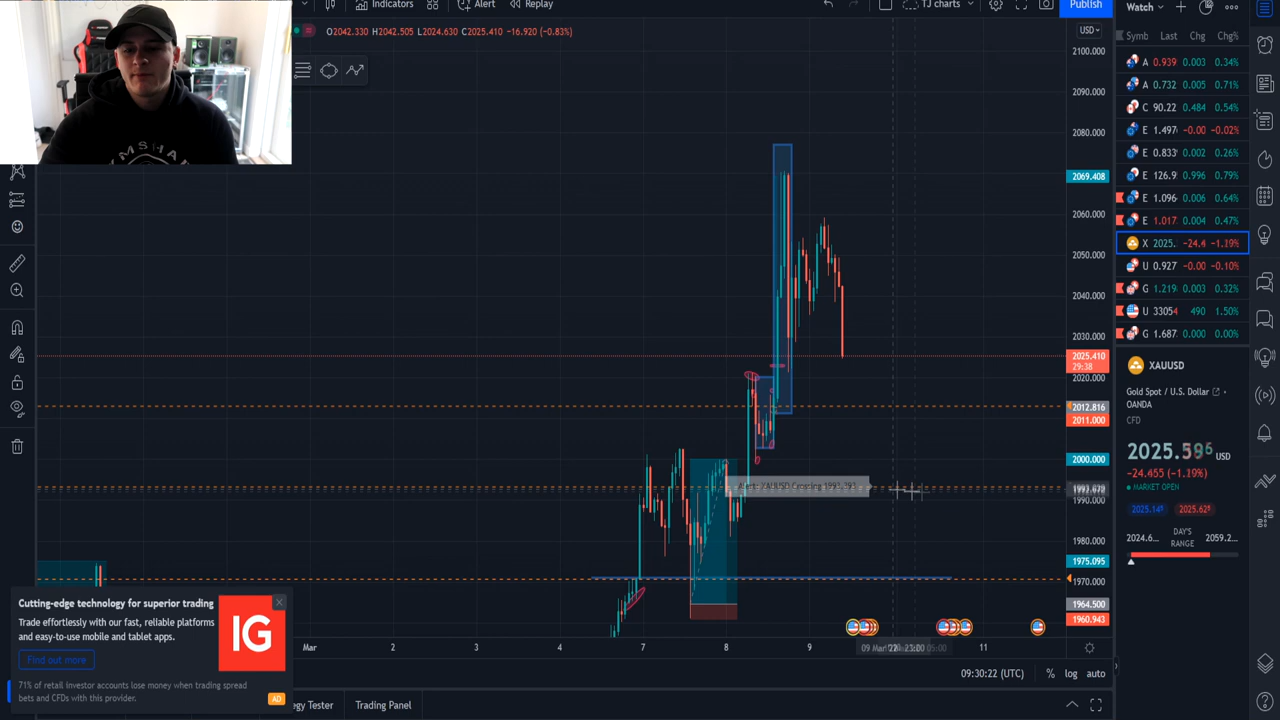 Indicators
Alert
Replay
TJ charts
Publish
O2042.330 H2042.505 L2024.630 C2025.410 -16.920 (-0.83%)
USD
2100.000
2090.000
2080.000
2069.408
2060.000
2050.000
2040.000
2030.000
2025.410
29:38
2020.000
2012.816
2011.000
2000.000
1990.000
1980.000
1975.095
1970.000
1964.500
1960.943
Alert: XAUUSD Crossing 1993.393
Mar
2
3
4
7
8
9
11
09:30:22 (UTC)
%
log
auto
Trading Panel
Watch
Symb Last Chg Chg%
A 0.939 0.003 0.34%
A 0.732 0.005 0.71%
C 90.22 0.484 0.54%
E 1.497 -0.00 -0.02%
E 0.833 0.002 0.26%
E 126.9 0.996 0.79%
E 1.096 0.006 0.64%
E 1.017 0.004 0.47%
X 2025. -24.4 -1.19%
U 0.927 -0.00 -0.10%
G 1.219 0.003 0.32%
U 33054 490 1.50%
G 1.687 0.000 0.00%
XAUUSD
Gold Spot / U.S. Dollar
OANDA
CFD
USD
-24.455 (-1.19%)
MARKET OPEN
2025.14
2025.62
2024.6...
DAY'S
RANGE
2059.2...
Cutting-edge technology for superior trading
Trade effortlessly with our fast, reliable platforms
and easy-to-use mobile and tablet apps.
Find out more
IG
71% of retail investor accounts lose money when trading spread
bets and CFDs with this provider.
AD
egy Tester